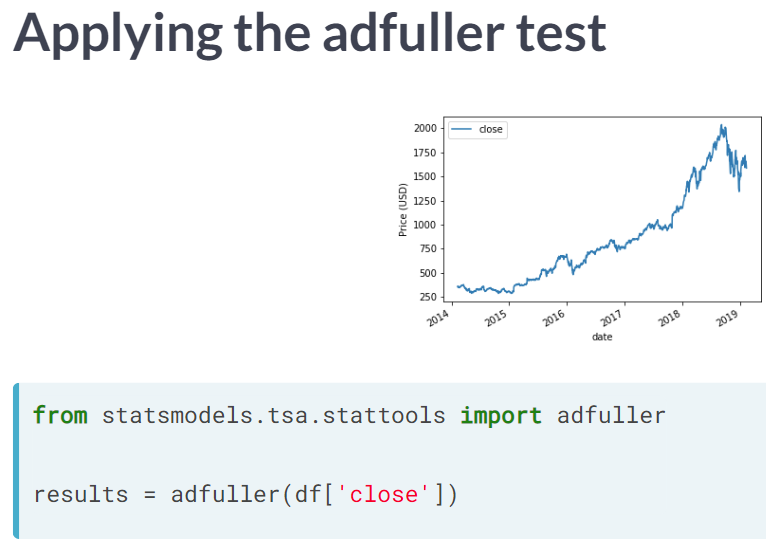 Applying the adfuller test
close
2000
1750
1500
1250
1000
750
500
250
Price (USD)
2014
2015
2016
2017
2018
2019
date
from statsmodels.tsa.stattools import adfuller
results = adfuller(df['close'])